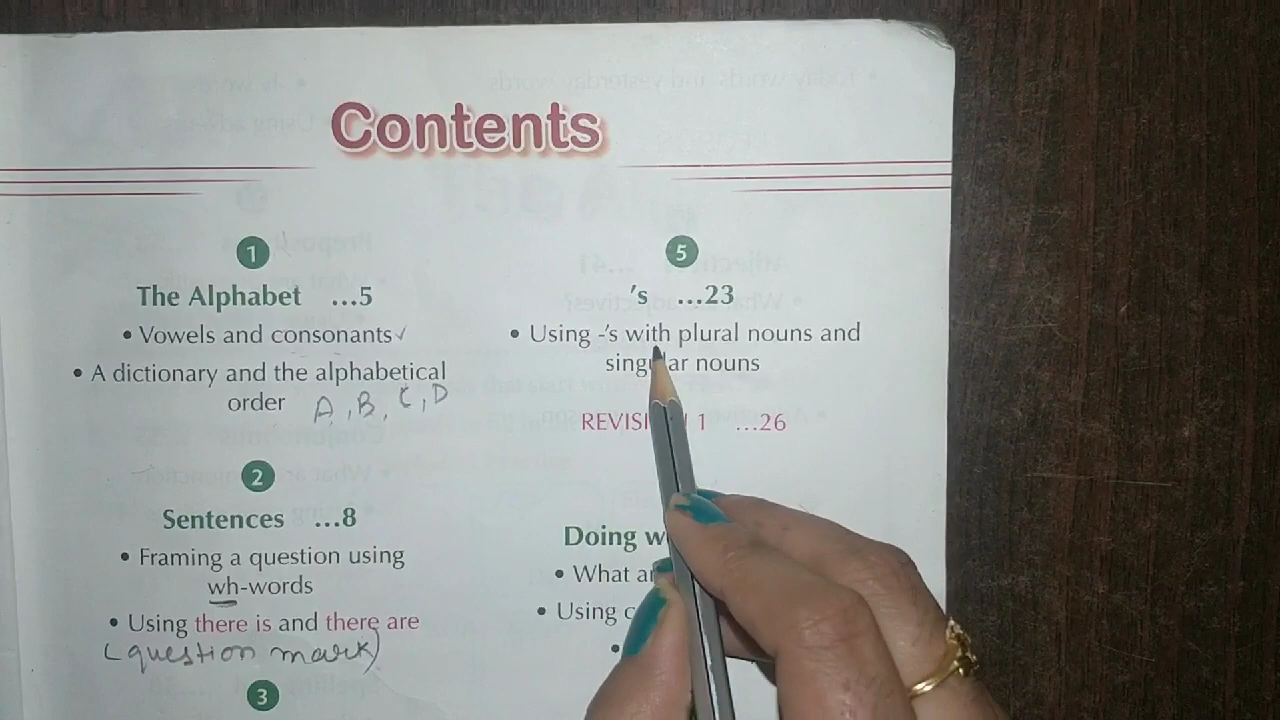 Contents
1
The Alphabet ...5
• Vowels and consonants ✓
• A dictionary and the alphabetical
order A, B, C, D
2
Sentences ...8
• Framing a question using
wh-words
• Using there is and there are
(question mark)
3
5
's ...23
• Using -'s with plural nouns and
singular nouns
REVISION 1 ...26
Doing
• What
• Using